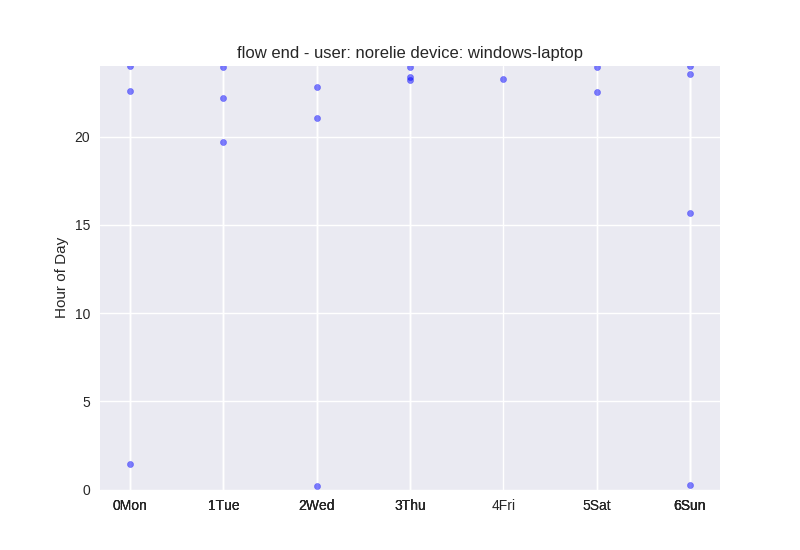 flow end - user: norelie device: windows-laptop
20
15
10
5
0
Hour of Day
0Mon 1Tue 2Wed 3Thu 4Fri 5Sat 6Sun